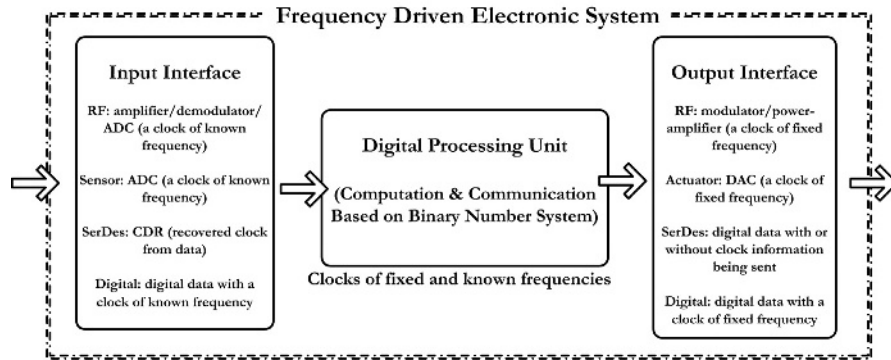 Frequency Driven Electronic System
Input Interface
RF: amplifier/demodulator/
ADC (a clock of known
frequency)
Sensor: ADC (a clock of known
frequency)
SerDes: CDR (recovered clock
from data)
Digital: digital data with a
clock of known frequency
Digital Processing Unit
(Computation & Communication
Based on Binary Number System)
Clocks of fixed and known frequencies
Output Interface
RF: modulator/power-
amplifier (a clock of fixed
frequency)
Actuator: DAC (a clock of
fixed frequency)
SerDes: digital data with or
without clock information
being sent
Digital: digital data with a
clock of fixed frequency